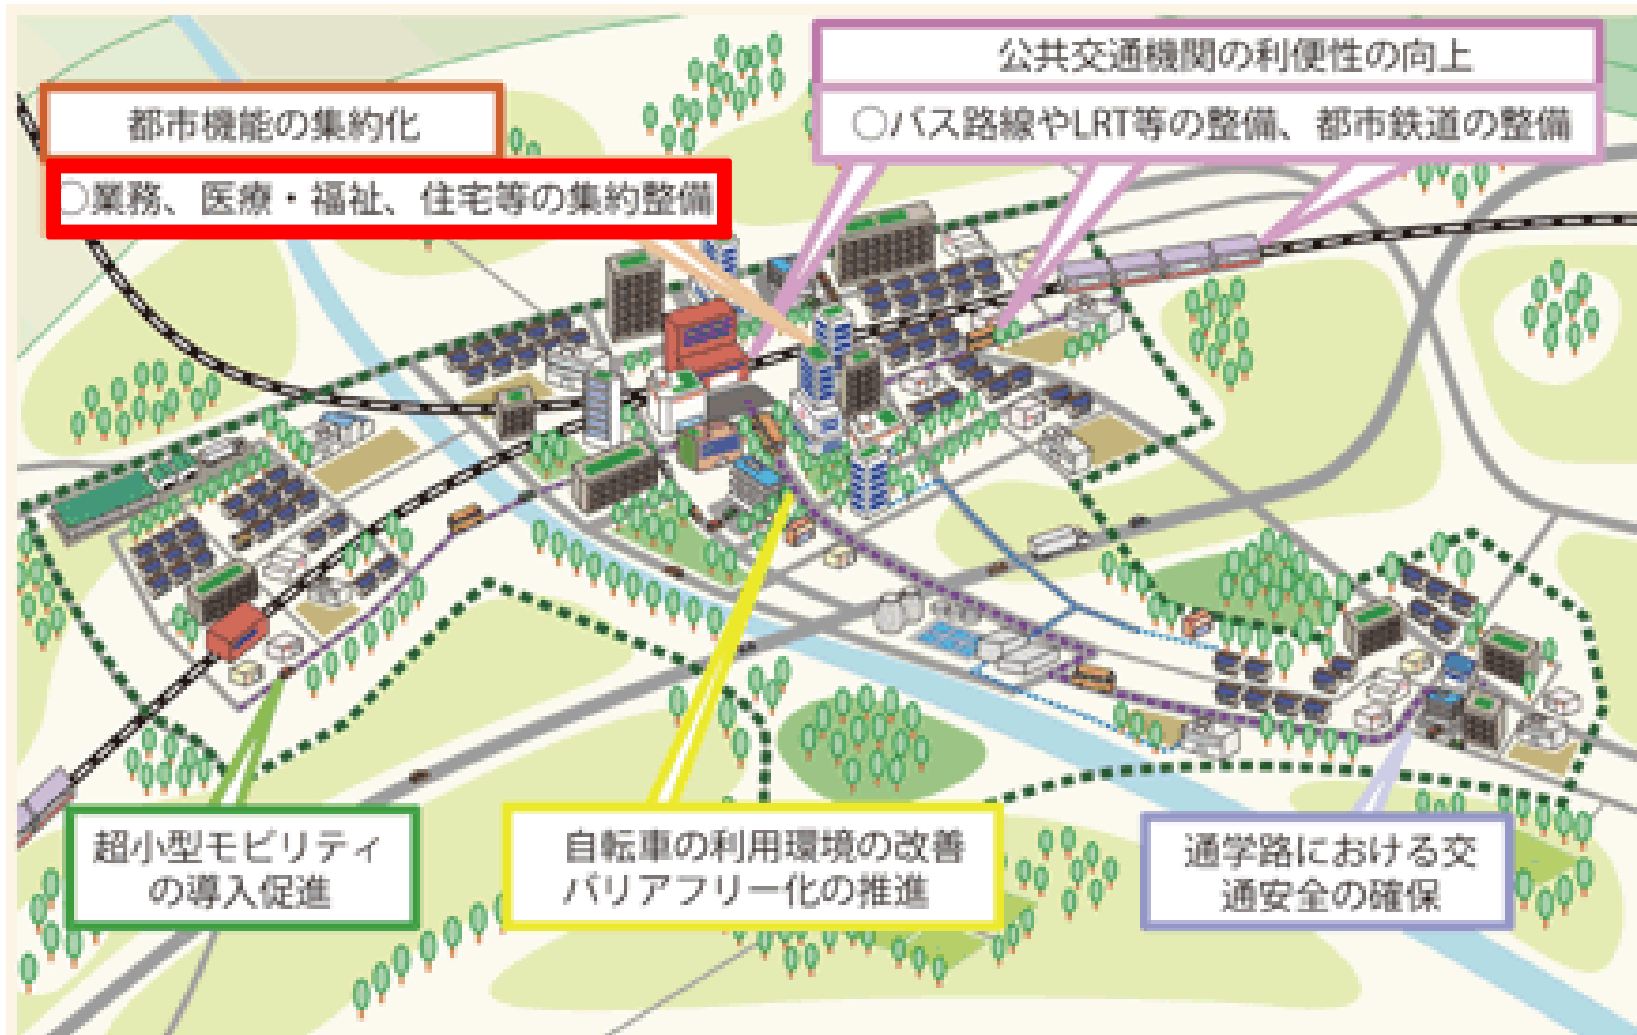 都市機能の集約化
○業務、医療・福祉、住宅等の集約整備
公共交通機関の利便性の向上
○バス路線やLRT等の整備、都市鉄道の整備
超小型モビリティ
の導入促進
自転車の利用環境の改善
バリアフリー化の推進
通学路における交
通安全の確保